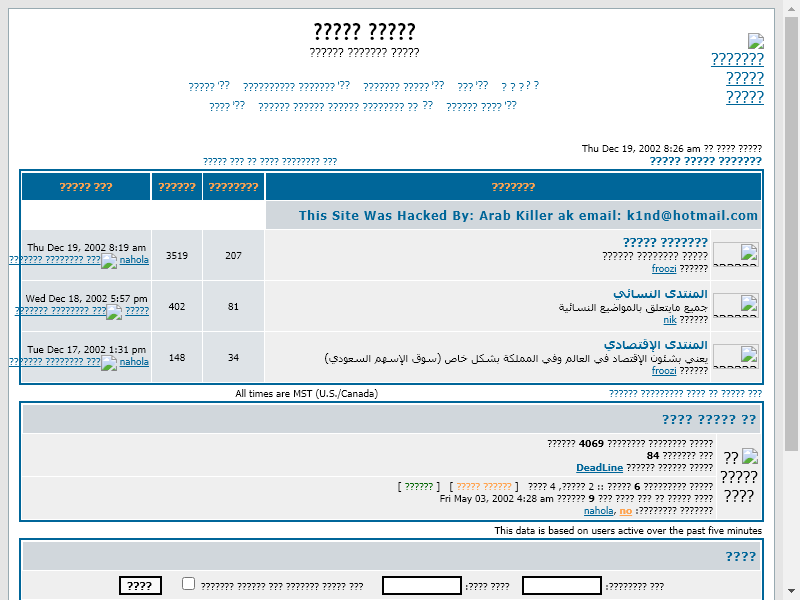 ????? ?????
????? ??????? ??????
???????
?????
?????
? ? ? ?   ??' ???   ??' ????? ???????   ??' ??????? ??????????   ??' ?????
??' ???? ??????   ?? ?? ???????? ?????? ?????? ??????   ??' ????
????? ???? ?? Thu Dec 19, 2002 8:26 am
??????? ????? ?????
??? ???????? ???? ?? ??? ?????
???????
????????
??????
??? ?????
This Site Was Hacked By: Arab Killer ak email: k1nd@hotmail.com
??????? ?????
????? ???????? ??????
?????? froozi
207
3519
Thu Dec 19, 2002 8:19 am
nahola ??? ???????? ???????
المنتدى النسائي
جميع مايتعلق بالمواضيع النسائية
?????? nik
81
402
Wed Dec 18, 2002 5:57 pm
????? ??? ???????? ???????
المنتدى الإقتصادي
يعني بشئون الإقتصاد في العالم وفي المملكة بشكل خاص (سوق الإسهم السعودي)
?????? froozi
34
148
Tue Dec 17, 2002 1:31 pm
nahola ??? ???????? ???????
??? ????? ?? ???? ????????? ??????
All times are MST (U.S./Canada)
?? ????? ????
??
?????
????
????? ???????? ???????? 4069 ??????
??? ??????? 84
????? ?????? ?????? DeadLine
????? ????????? 6 ????? :: 2 ?????, 4 ???? [ ?????? ????? ] [ ?????? ]
???? ????? ?? ??? ???? ??? 9 ?????? Fri May 03, 2002 4:28 am
??????? ????????: nahola, no
This data is based on users active over the past five minutes
????
??? ????????:
???? ????:
??? ????? ??????? ??? ?????? ???????
????